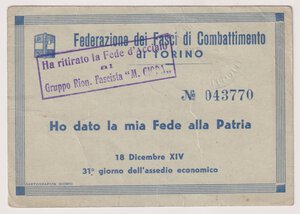 Federazione dei Fasci di Combattimento
di TORINO
Ha ritirato la Fede d'Acciaio
al
Gruppo Rion. Fascista "M.
№ 043770
Ho dato la mia Fede alla Patria
18 Dicembre XIV
31° giorno dell'assedio economico